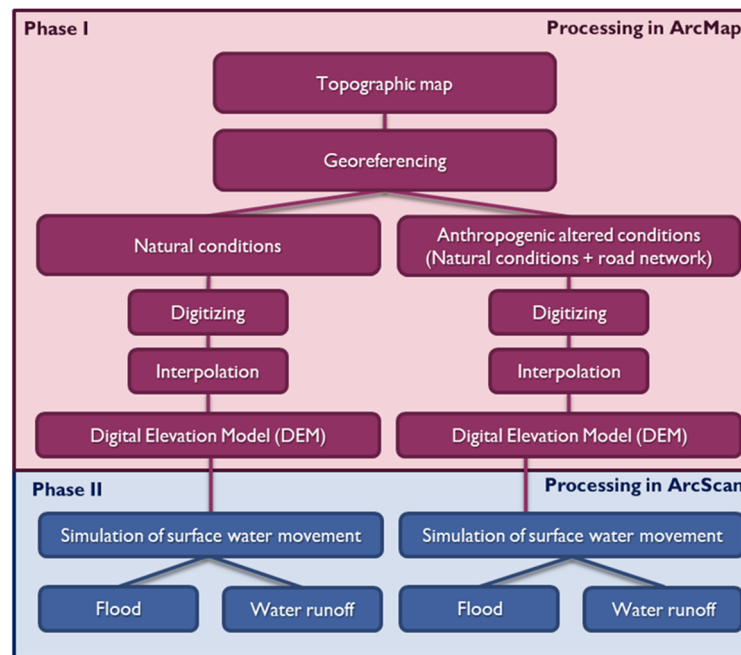 Phase I
Processing in ArcMap
Topographic map
Georeferencing
Natural conditions
Anthropogenic altered conditions
(Natural conditions + road network)
Digitizing
Digitizing
Interpolation
Interpolation
Digital Elevation Model (DEM)
Digital Elevation Model (DEM)
Phase II
Processing in ArcScan
Simulation of surface water movement
Simulation of surface water movement
Flood
Water runoff
Flood
Water runoff